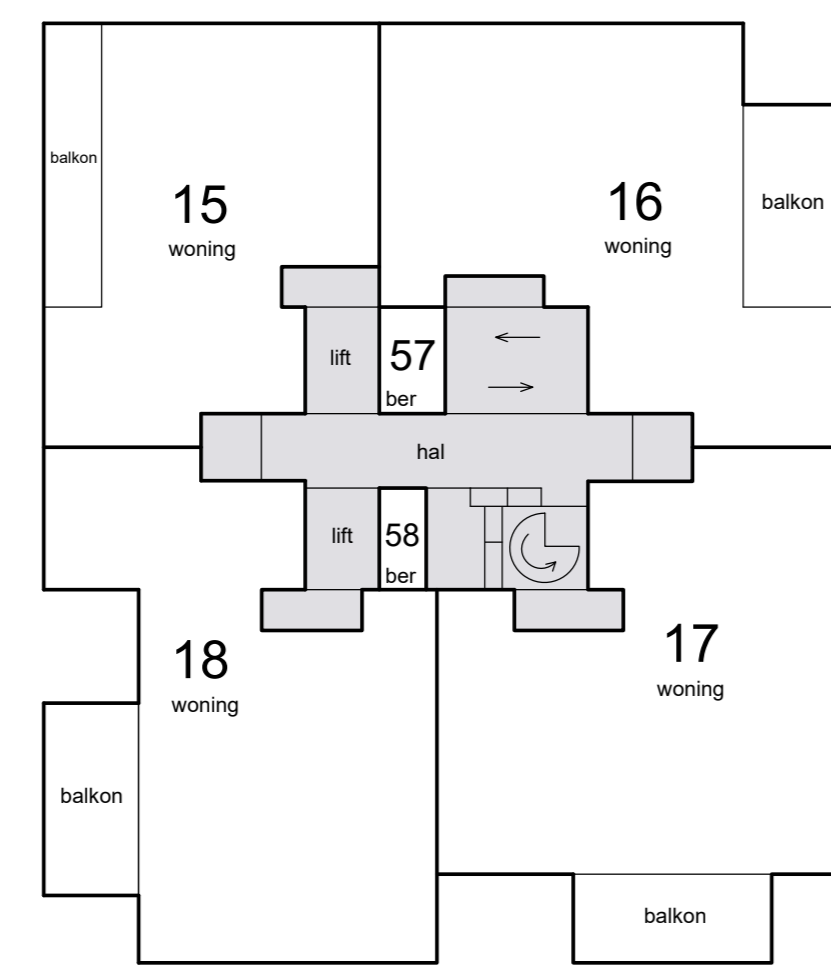 balkon
15
woning
16
woning
balkon
lift
57
ber
hal
lift
58
ber
18
woning
17
woning
balkon
balkon